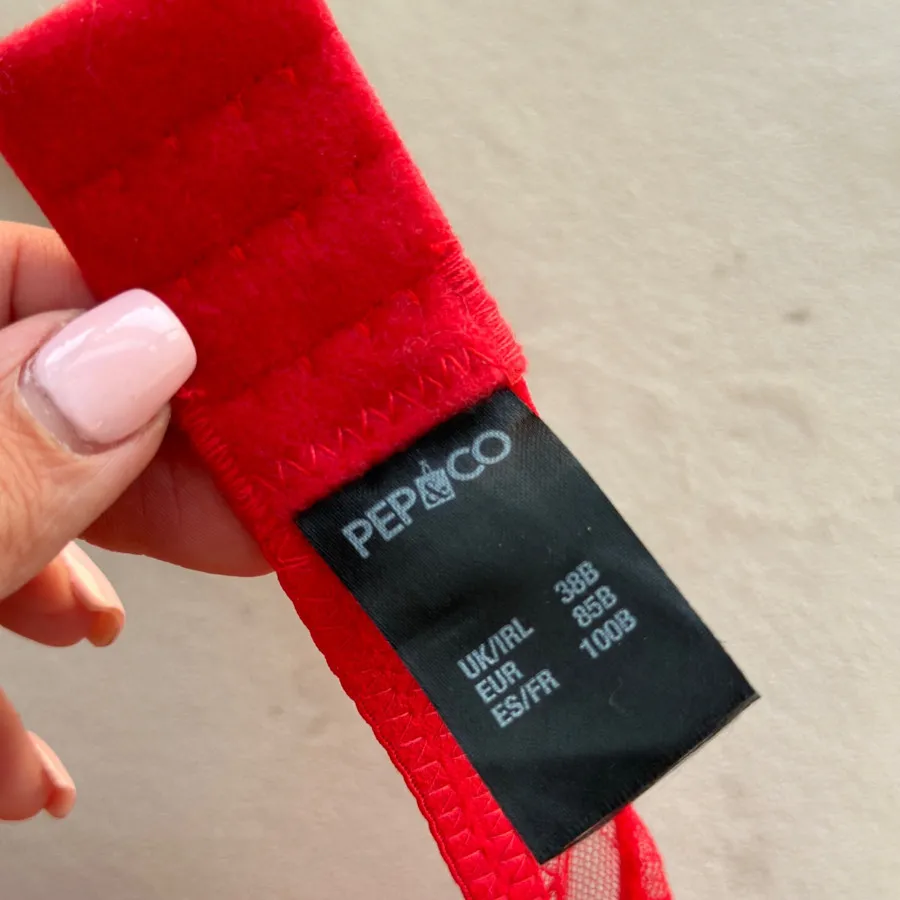 PEP&CO
UK/IRL 38B
EUR 85B
ES/FR 100B